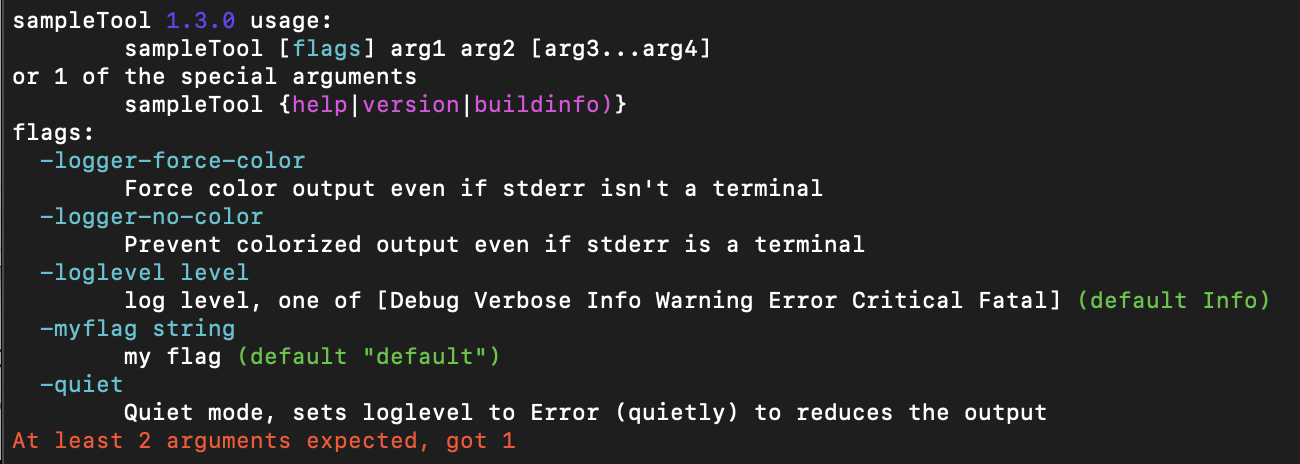 sampleTool 1.3.0 usage:
sampleTool [flags] arg1 arg2 [arg3...arg4]
or 1 of the special arguments
sampleTool {help|version|buildinfo)}
flags:
-logger-force-color
Force color output even if stderr isn't a terminal
-logger-no-color
Prevent colorized output even if stderr is a terminal
-loglevel level
log level, one of [Debug Verbose Info Warning Error Critical Fatal] (default Info)
-myflag string
my flag (default "default")
-quiet
Quiet mode, sets loglevel to Error (quietly) to reduces the output
At least 2 arguments expected, got 1